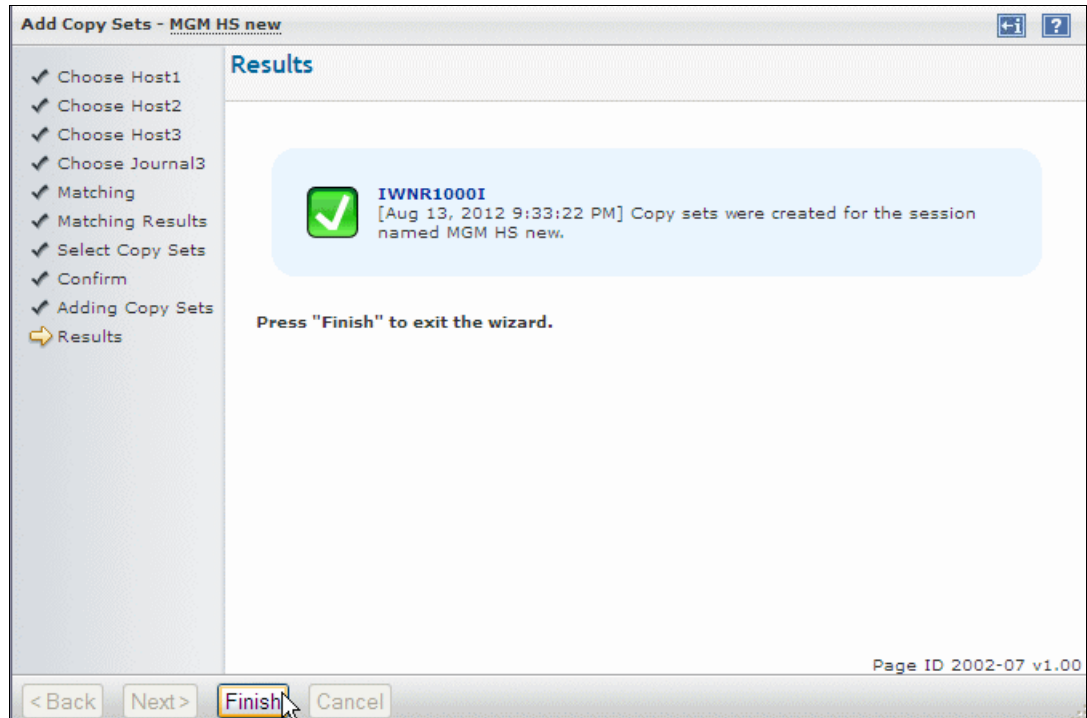 Add Copy Sets - MGM HS new
?
Choose Host1
Choose Host2
Choose Host3
Choose Journal3
Matching
Matching Results
Select Copy Sets
Confirm
Adding Copy Sets
Results
Results
IWNR1000I
[Aug 13, 2012 9:33:22 PM] Copy sets were created for the session
named MGM HS new.
Press "Finish" to exit the wizard.
Page ID 2002-07 v1.00
< Back
Next >
Finish
Cancel